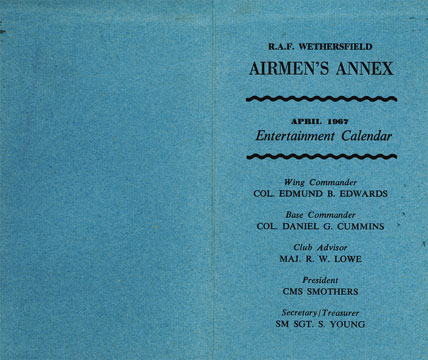 R.A.F. WETHERSFIELD
AIRMEN'S ANNEX
APRIL 1967
Entertainment Calendar
Wing Commander
COL. EDMUND B. EDWARDS
Base Commander
COL. DANIEL G. CUMMINS
Club Advisor
MAJ. R. W. LOWE
President
CMS SMOTHERS
Secretary/Treasurer
SM SGT. S. YOUNG